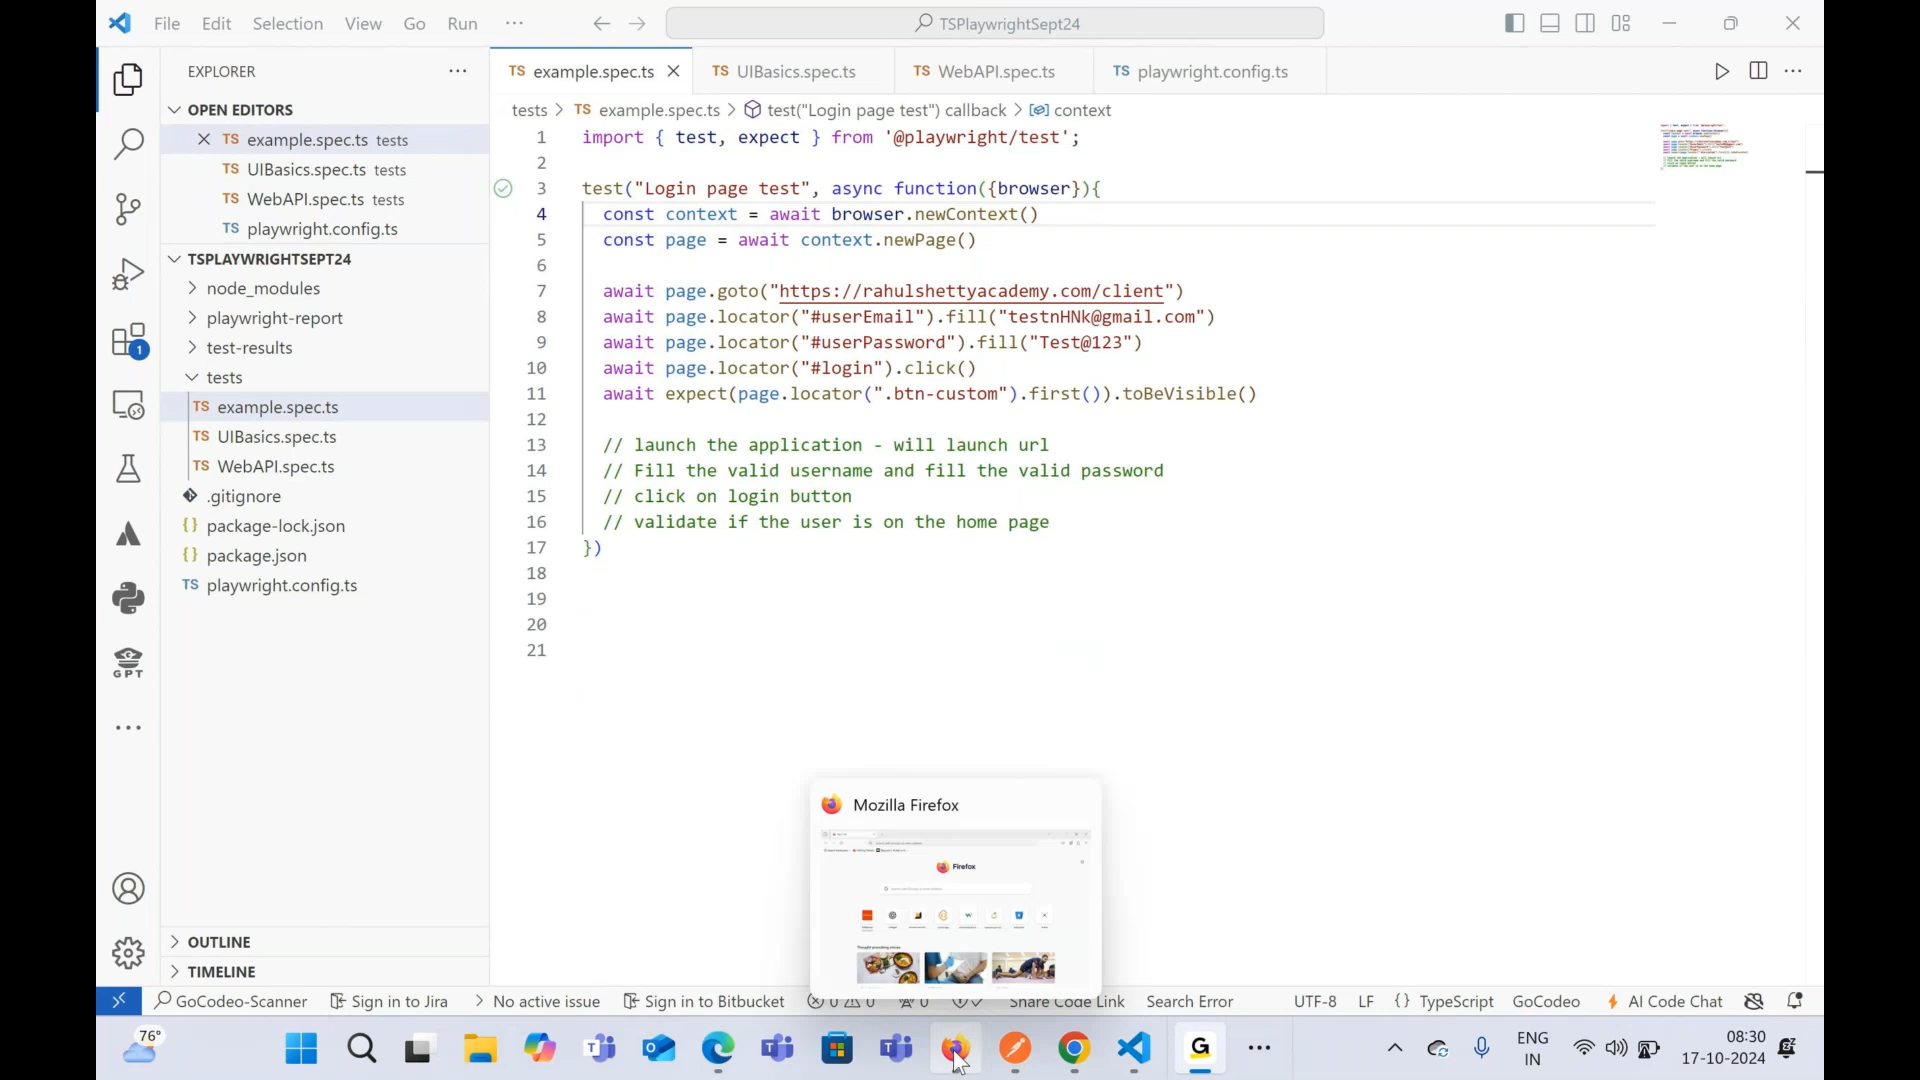 File Edit Selection View Go Run ···
TSPlaywrightSept24
EXPLORER
OPEN EDITORS
TS example.spec.ts tests
TS UIBasics.spec.ts tests
TS WebAPI.spec.ts tests
TS playwright.config.ts
TSPLAYWRIGHTSEPT24
node_modules
playwright-report
test-results
tests
TS example.spec.ts
TS UIBasics.spec.ts
TS WebAPI.spec.ts
.gitignore
{} package-lock.json
{} package.json
TS playwright.config.ts
OUTLINE
TIMELINE
1
GPT
TS example.spec.ts
TS UIBasics.spec.ts
TS WebAPI.spec.ts
TS playwright.config.ts
tests > TS example.spec.ts > test("Login page test") callback > context
1 import { test, expect } from '@playwright/test';
2
3 test("Login page test", async function({browser}){
4 const context = await browser.newContext()
5 const page = await context.newPage()
6
7 await page.goto("https://rahulshettyacademy.com/client")
8 await page.locator("#userEmail").fill("testnHNk@gmail.com")
9 await page.locator("#userPassword").fill("Test@123")
10 await page.locator("#login").click()
11 await expect(page.locator(".btn-custom").first()).toBeVisible()
12
13 // launch the application - will launch url
14 // Fill the valid username and fill the valid password
15 // click on login button
16 // validate if the user is on the home page
17 })
18
19
20
21
Mozilla Firefox
Firefox
GoCodeo-Scanner Sign in to Jira No active issue Sign in to Bitbucket 0 0 0 Share Code Link Search Error UTF-8 LF {} TypeScript GoCodeo AI Code Chat
76°
G
ENG
IN
08:30
17-10-2024